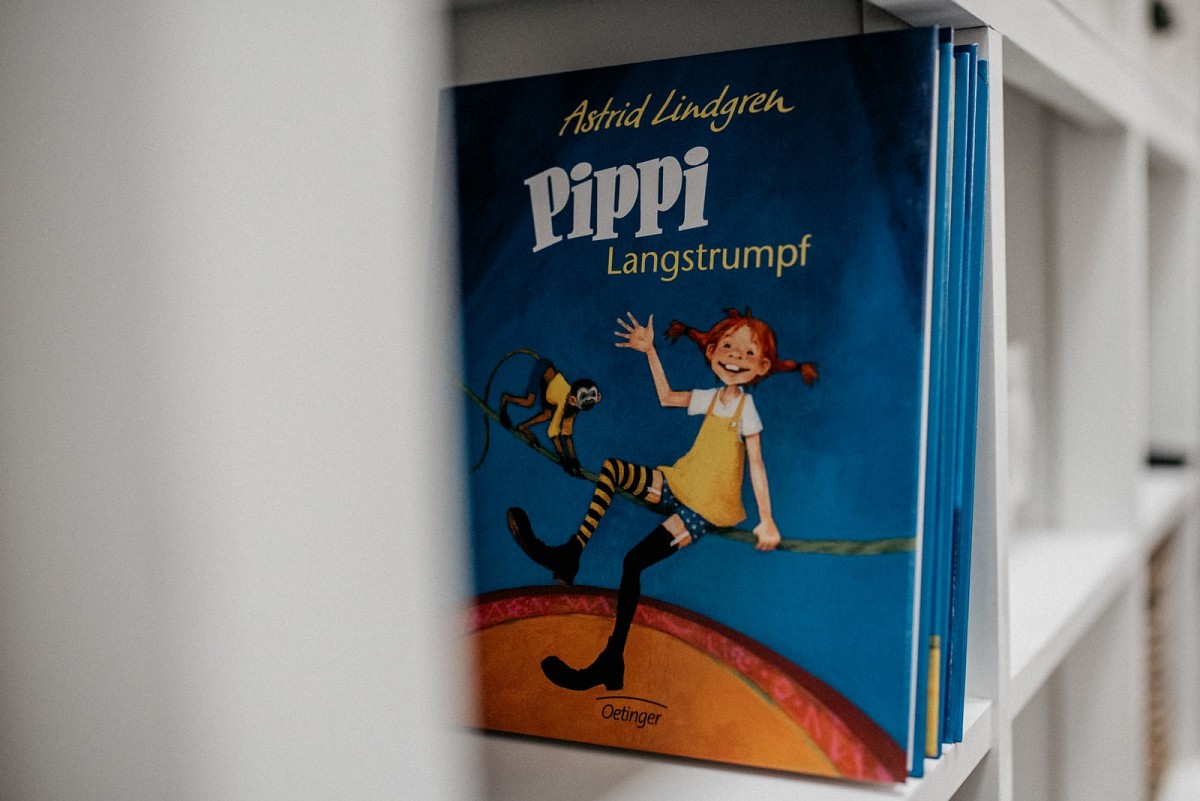 Astrid Lindgren
Pippi
Langstrumpf
Oetinger